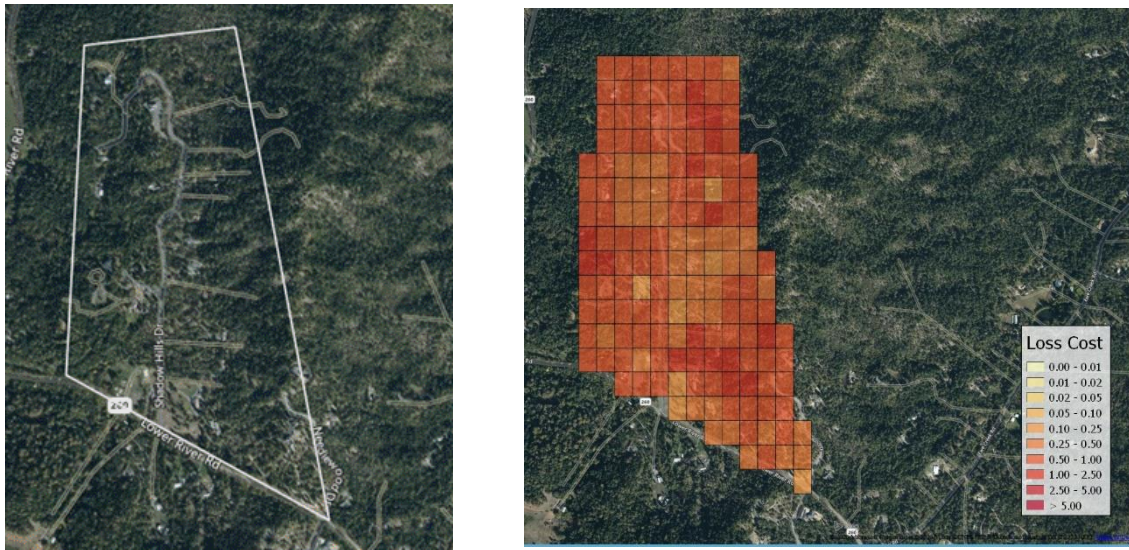 River Rd
Shadow Hills Dr
269
Lower River Rd
260
Loss Cost
0.00 - 0.01
0.01 - 0.02
0.02 - 0.05
0.05 - 0.10
0.10 - 0.25
0.25 - 0.50
0.50 - 1.00
1.00 - 2.50
2.50 - 5.00
> 5.00